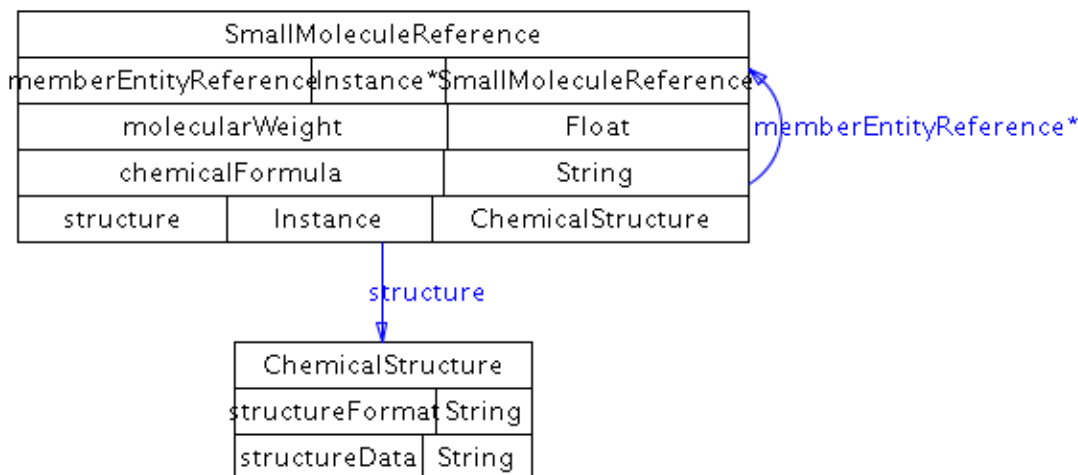 SmallMoleculeReference
memberEntityReference Instance* SmallMoleculeReference
molecularWeight Float
memberEntityReference*
chemicalFormula String
structure Instance ChemicalStructure
structure
ChemicalStructure
structureFormat String
structureData String